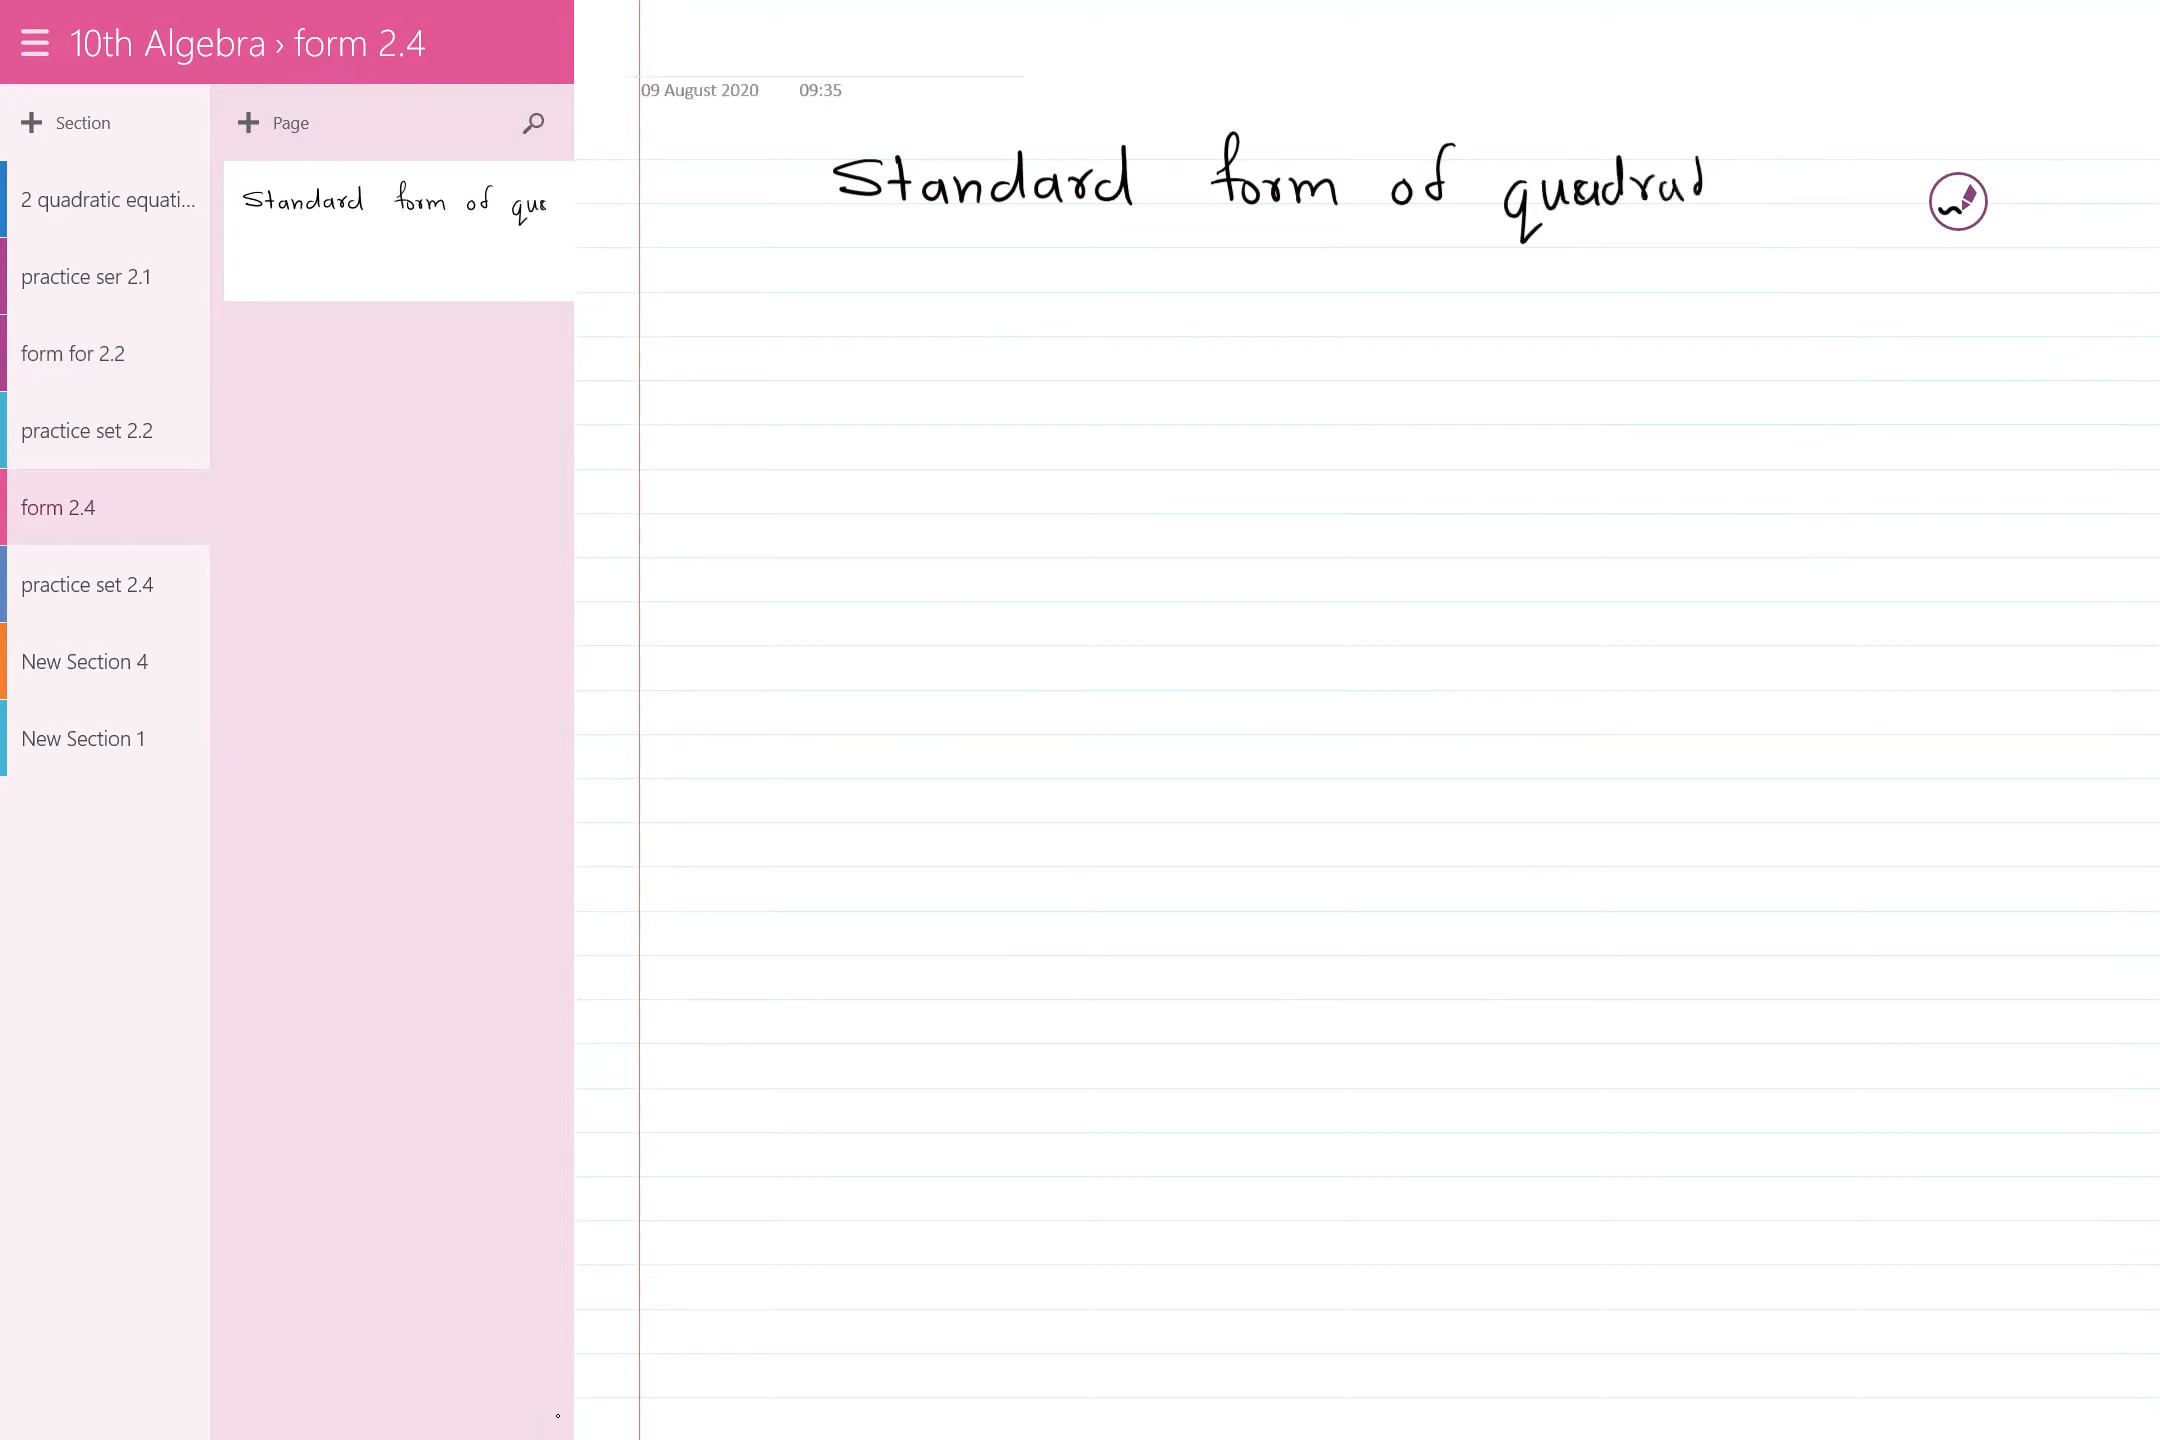 10th Algebra › form 2.4
Section
2 quadratic equati...
practice ser 2.1
form for 2.2
practice set 2.2
form 2.4
practice set 2.4
New Section 4
New Section 1
Page
Standard form of qua
09 August 2020 09:35
Standard form of quadrat